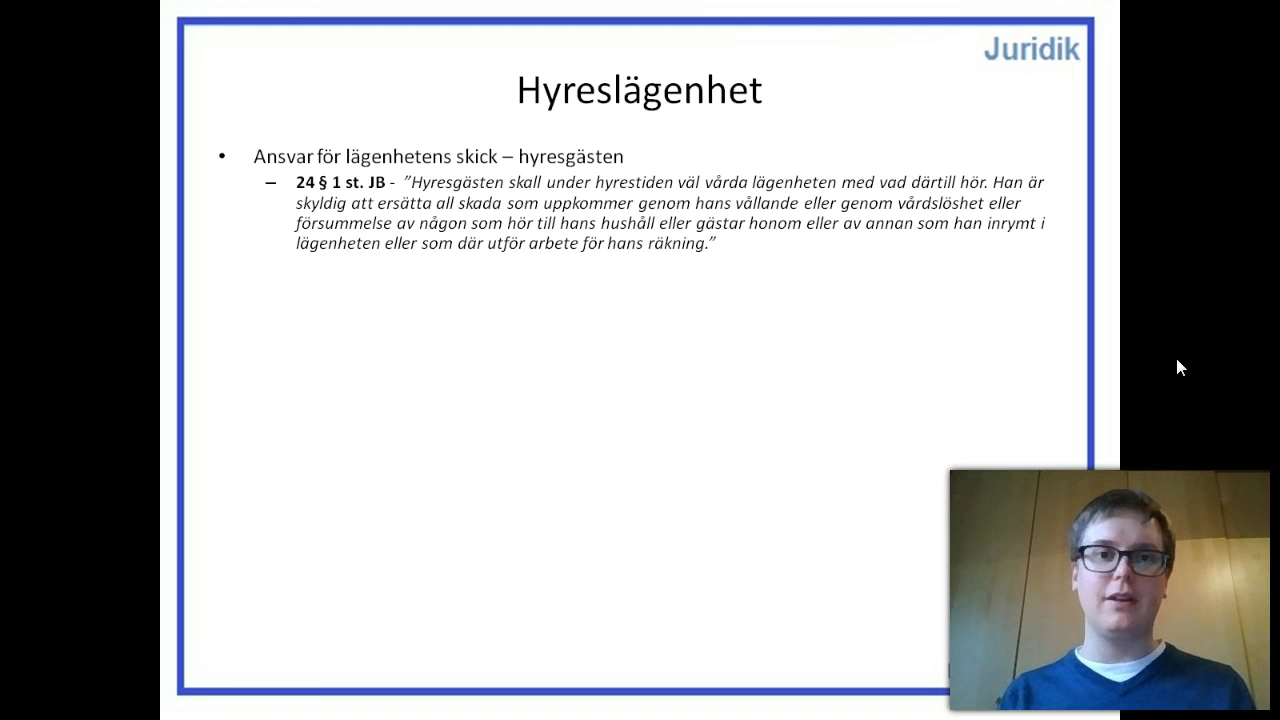 Juridik
Hyreslägenhet
• Ansvar för lägenhetens skick – hyresgästen
– 24 § 1 st. JB - ”Hyresgästen skall under hyrestiden väl vårda lägenheten med vad därtill hör. Han är
skyldig att ersätta all skada som uppkommer genom hans vållande eller genom vårdslöshet eller
försummelse av någon som hör till hans hushåll eller gästar honom eller av annan som han inrymt i
lägenheten eller som där utför arbete för hans räkning.”